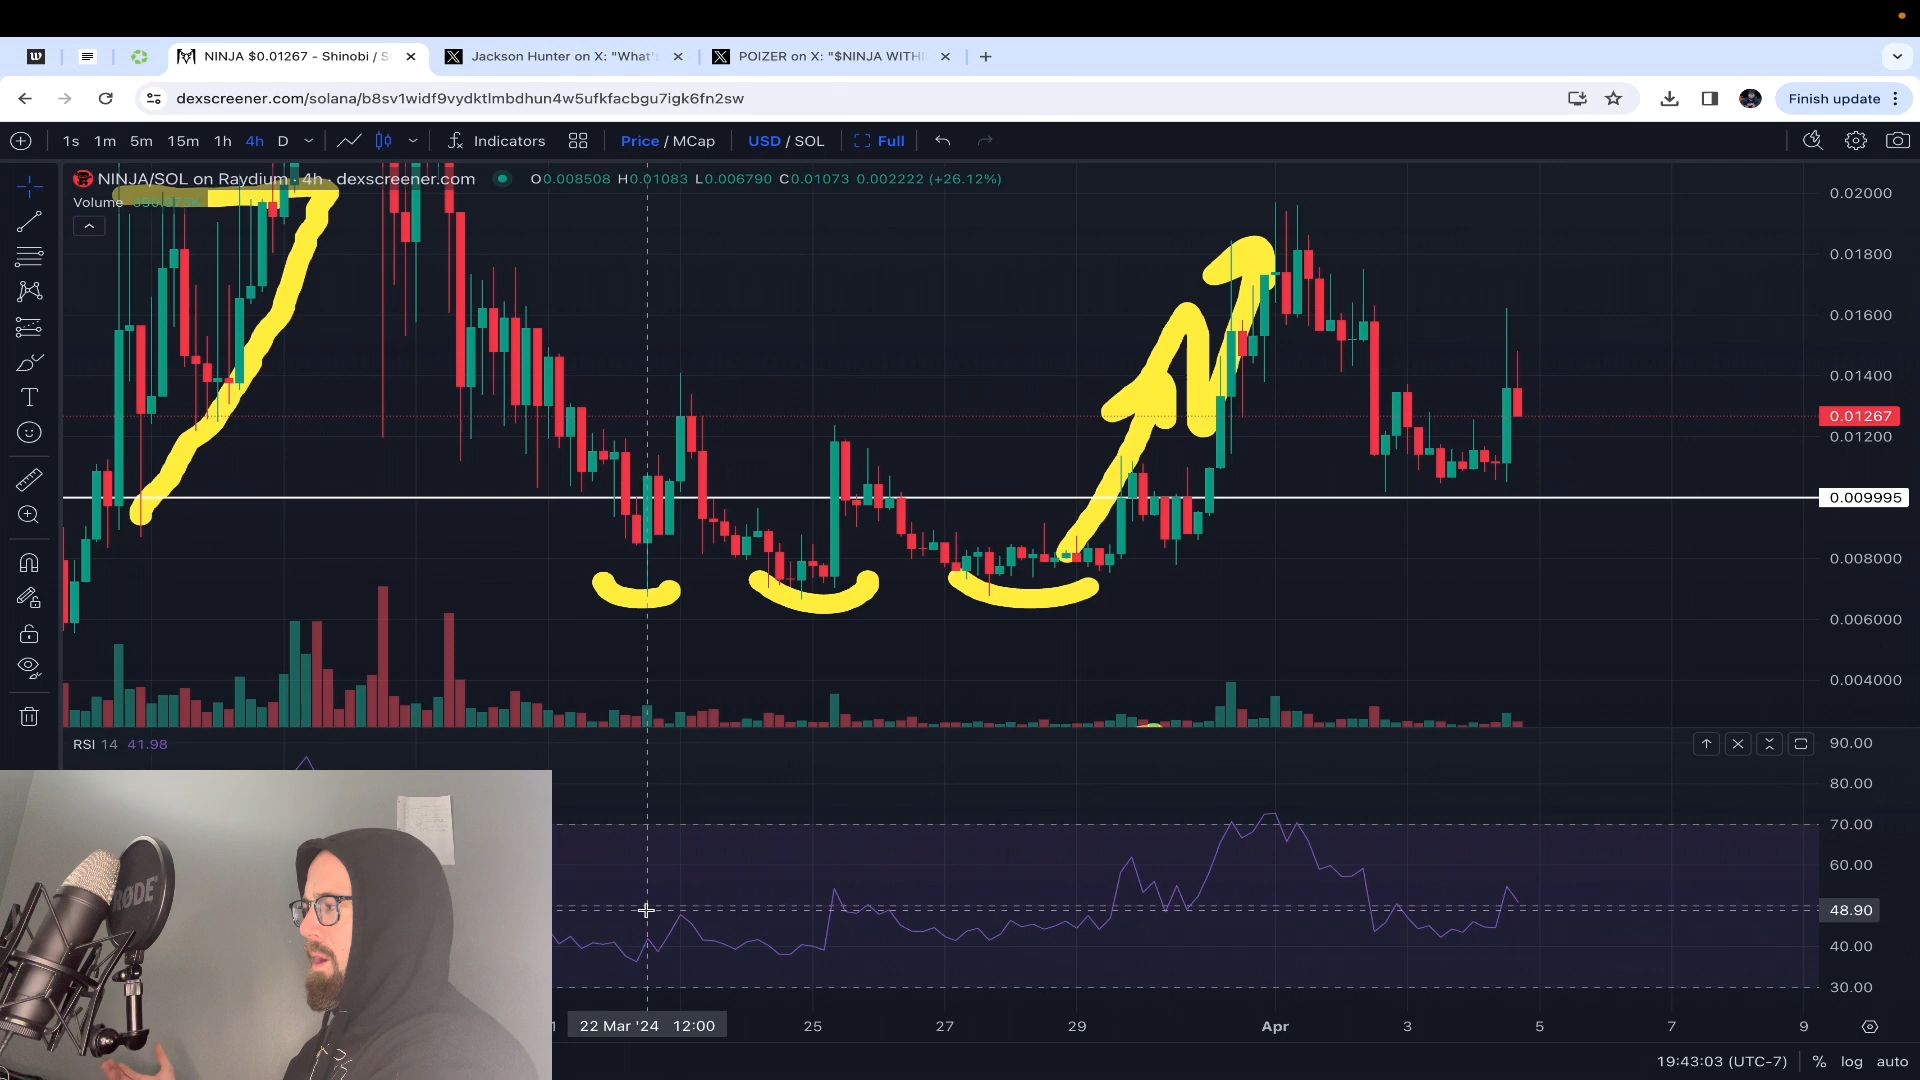 NINJA $0.01267 - Shinobi / S
Jackson Hunter on X: "What'
POIZER on X: "$NINJA WITHI
dexscreener.com/solana/b8sv1widf9vydktlmbdhun4w5ufkfacbgu7igk6fn2sw
Finish update
1s 1m 5m 15m 1h 4h D
Indicators
Price / MCap
USD / SOL
Full
NINJA/SOL on Raydium · 4h · dexscreener.com
O0.008508 H0.01083 L0.006790 C0.01073 0.002222 (+26.12%)
Volume
0.02000
0.01800
0.01600
0.01400
0.01267
0.01200
0.009995
0.008000
0.006000
0.004000
RSI 14 41.98
90.00
80.00
70.00
60.00
48.90
40.00
30.00
RØDE
22 Mar '24 12:00
25 27 29 Apr 3 5 7 9
19:43:03 (UTC-7) % log auto